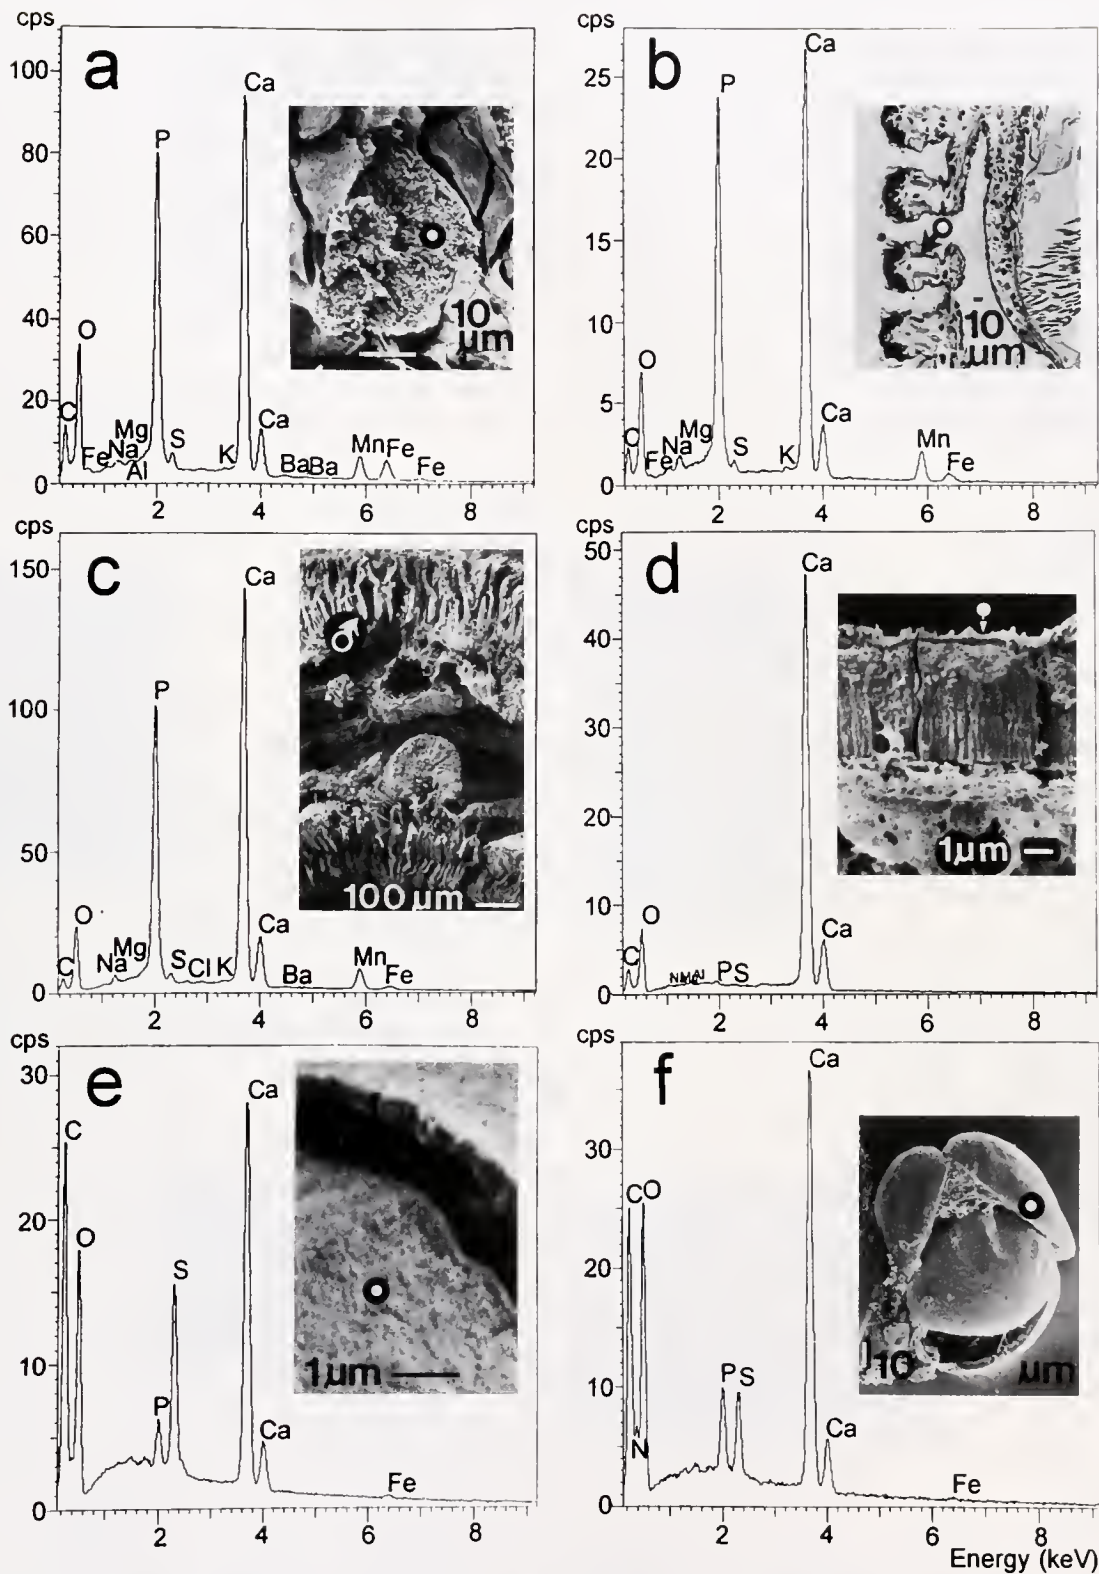 cps
a
100
80
60
40
20
0
C
O
Fe
Na
Mg
Al
P
S
K
Ca
Ca
Ba Ba
Mn
Fe
Fe
2 4 6 8
10
µm
cps
b
25
20
15
10
5
0
C
O
Fe
Na
Mg
P
S
K
Ca
Ca
Mn
Fe
2 4 6 8
10
µm
cps
c
150
100
50
0
C
O
Na
Mg
P
S
Cl
K
Ca
Ca
Ba
Mn
Fe
2 4 6 8
100 µm
cps
d
50
40
30
20
10
0
C
O
P S
Ca
Ca
2 4 6 8
1µm
cps
e
30
20
10
0
C
O
P
S
Ca
Ca
Fe
2 4 6 8
1µm
cps
f
30
20
10
0
C
O
N
P
S
Ca
Ca
Fe
2 4 6 8
10 µm
Energy (keV)